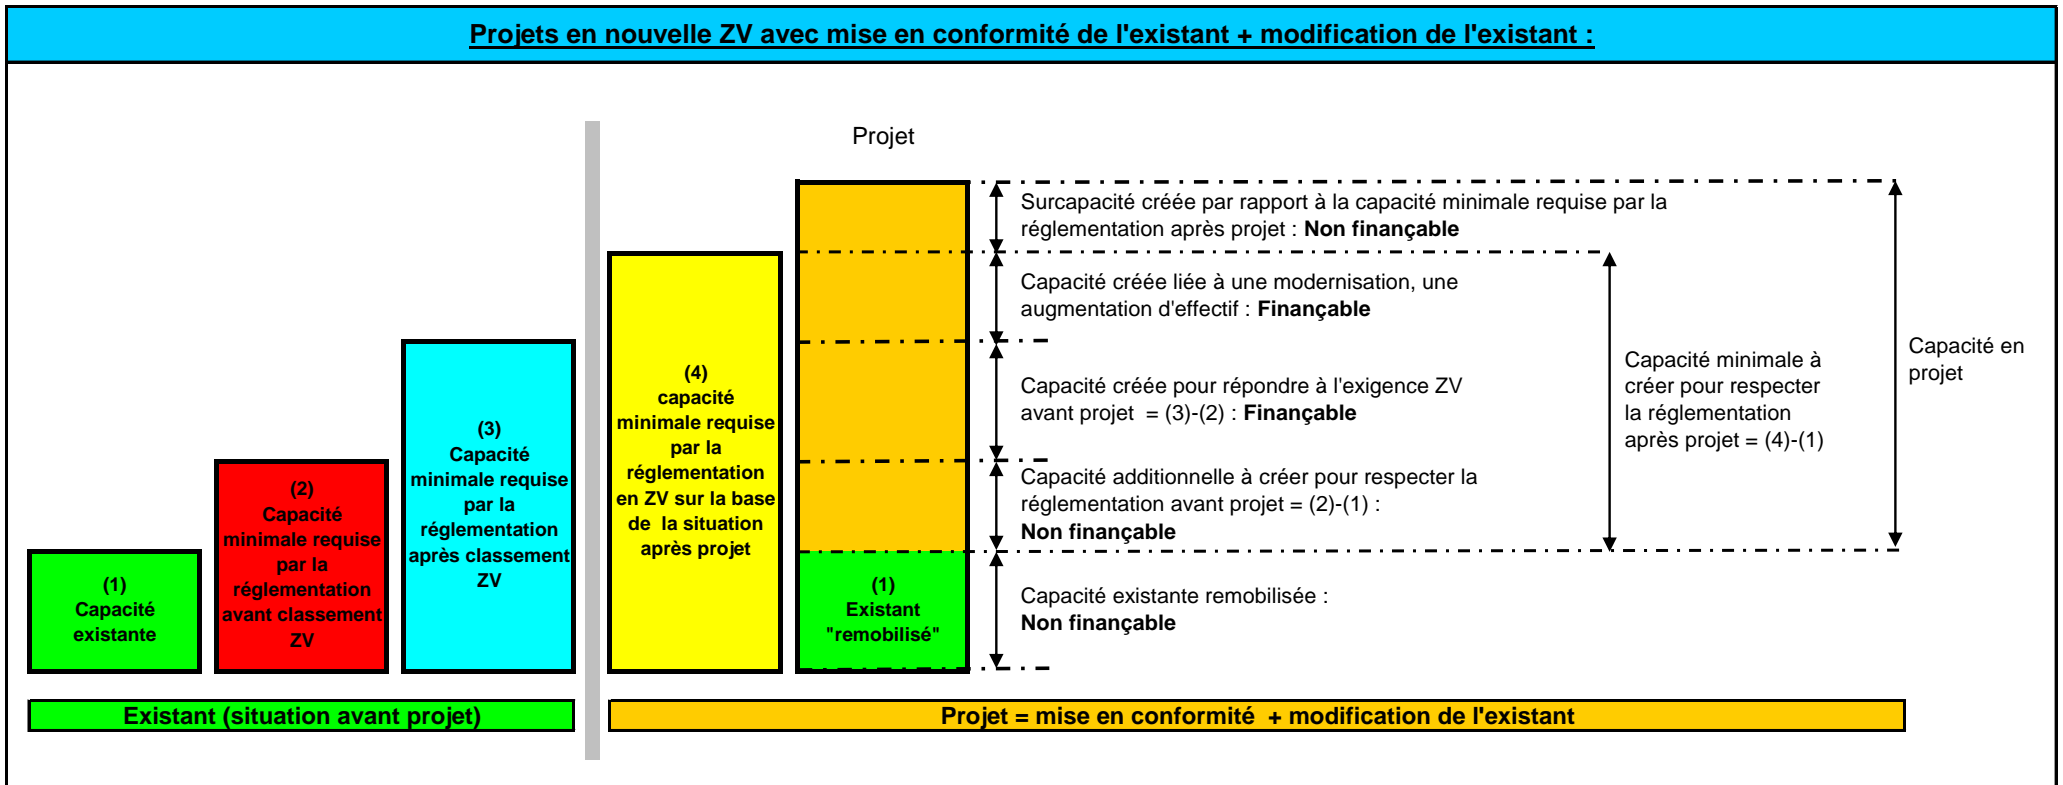 Projets en nouvelle ZV avec mise en conformité de l'existant + modification de l'existant :
Projet
Surcapacité créée par rapport à la capacité minimale requise par la
réglementation après projet : Non finançable
Capacité créée liée à une modernisation, une
augmentation d'effectif : Finançable
Capacité créée pour répondre à l'exigence ZV
avant projet = (3)-(2) : Finançable
Capacité additionnelle à créer pour respecter la
réglementation avant projet = (2)-(1) :
Non finançable
Capacité existante remobilisée :
Non finançable
Capacité minimale à
créer pour respecter
la réglementation
après projet = (4)-(1)
Capacité en
projet
(1)
Capacité
existante
(2)
Capacité
minimale requise
par la
réglementation
avant classement
ZV
(3)
Capacité
minimale requise
par la
réglementation
après classement
ZV
(4)
capacité
minimale requise
par la
réglementation
en ZV sur la base
de la situation
après projet
(1)
Existant
"remobilisé"
Existant (situation avant projet)
Projet = mise en conformité + modification de l'existant